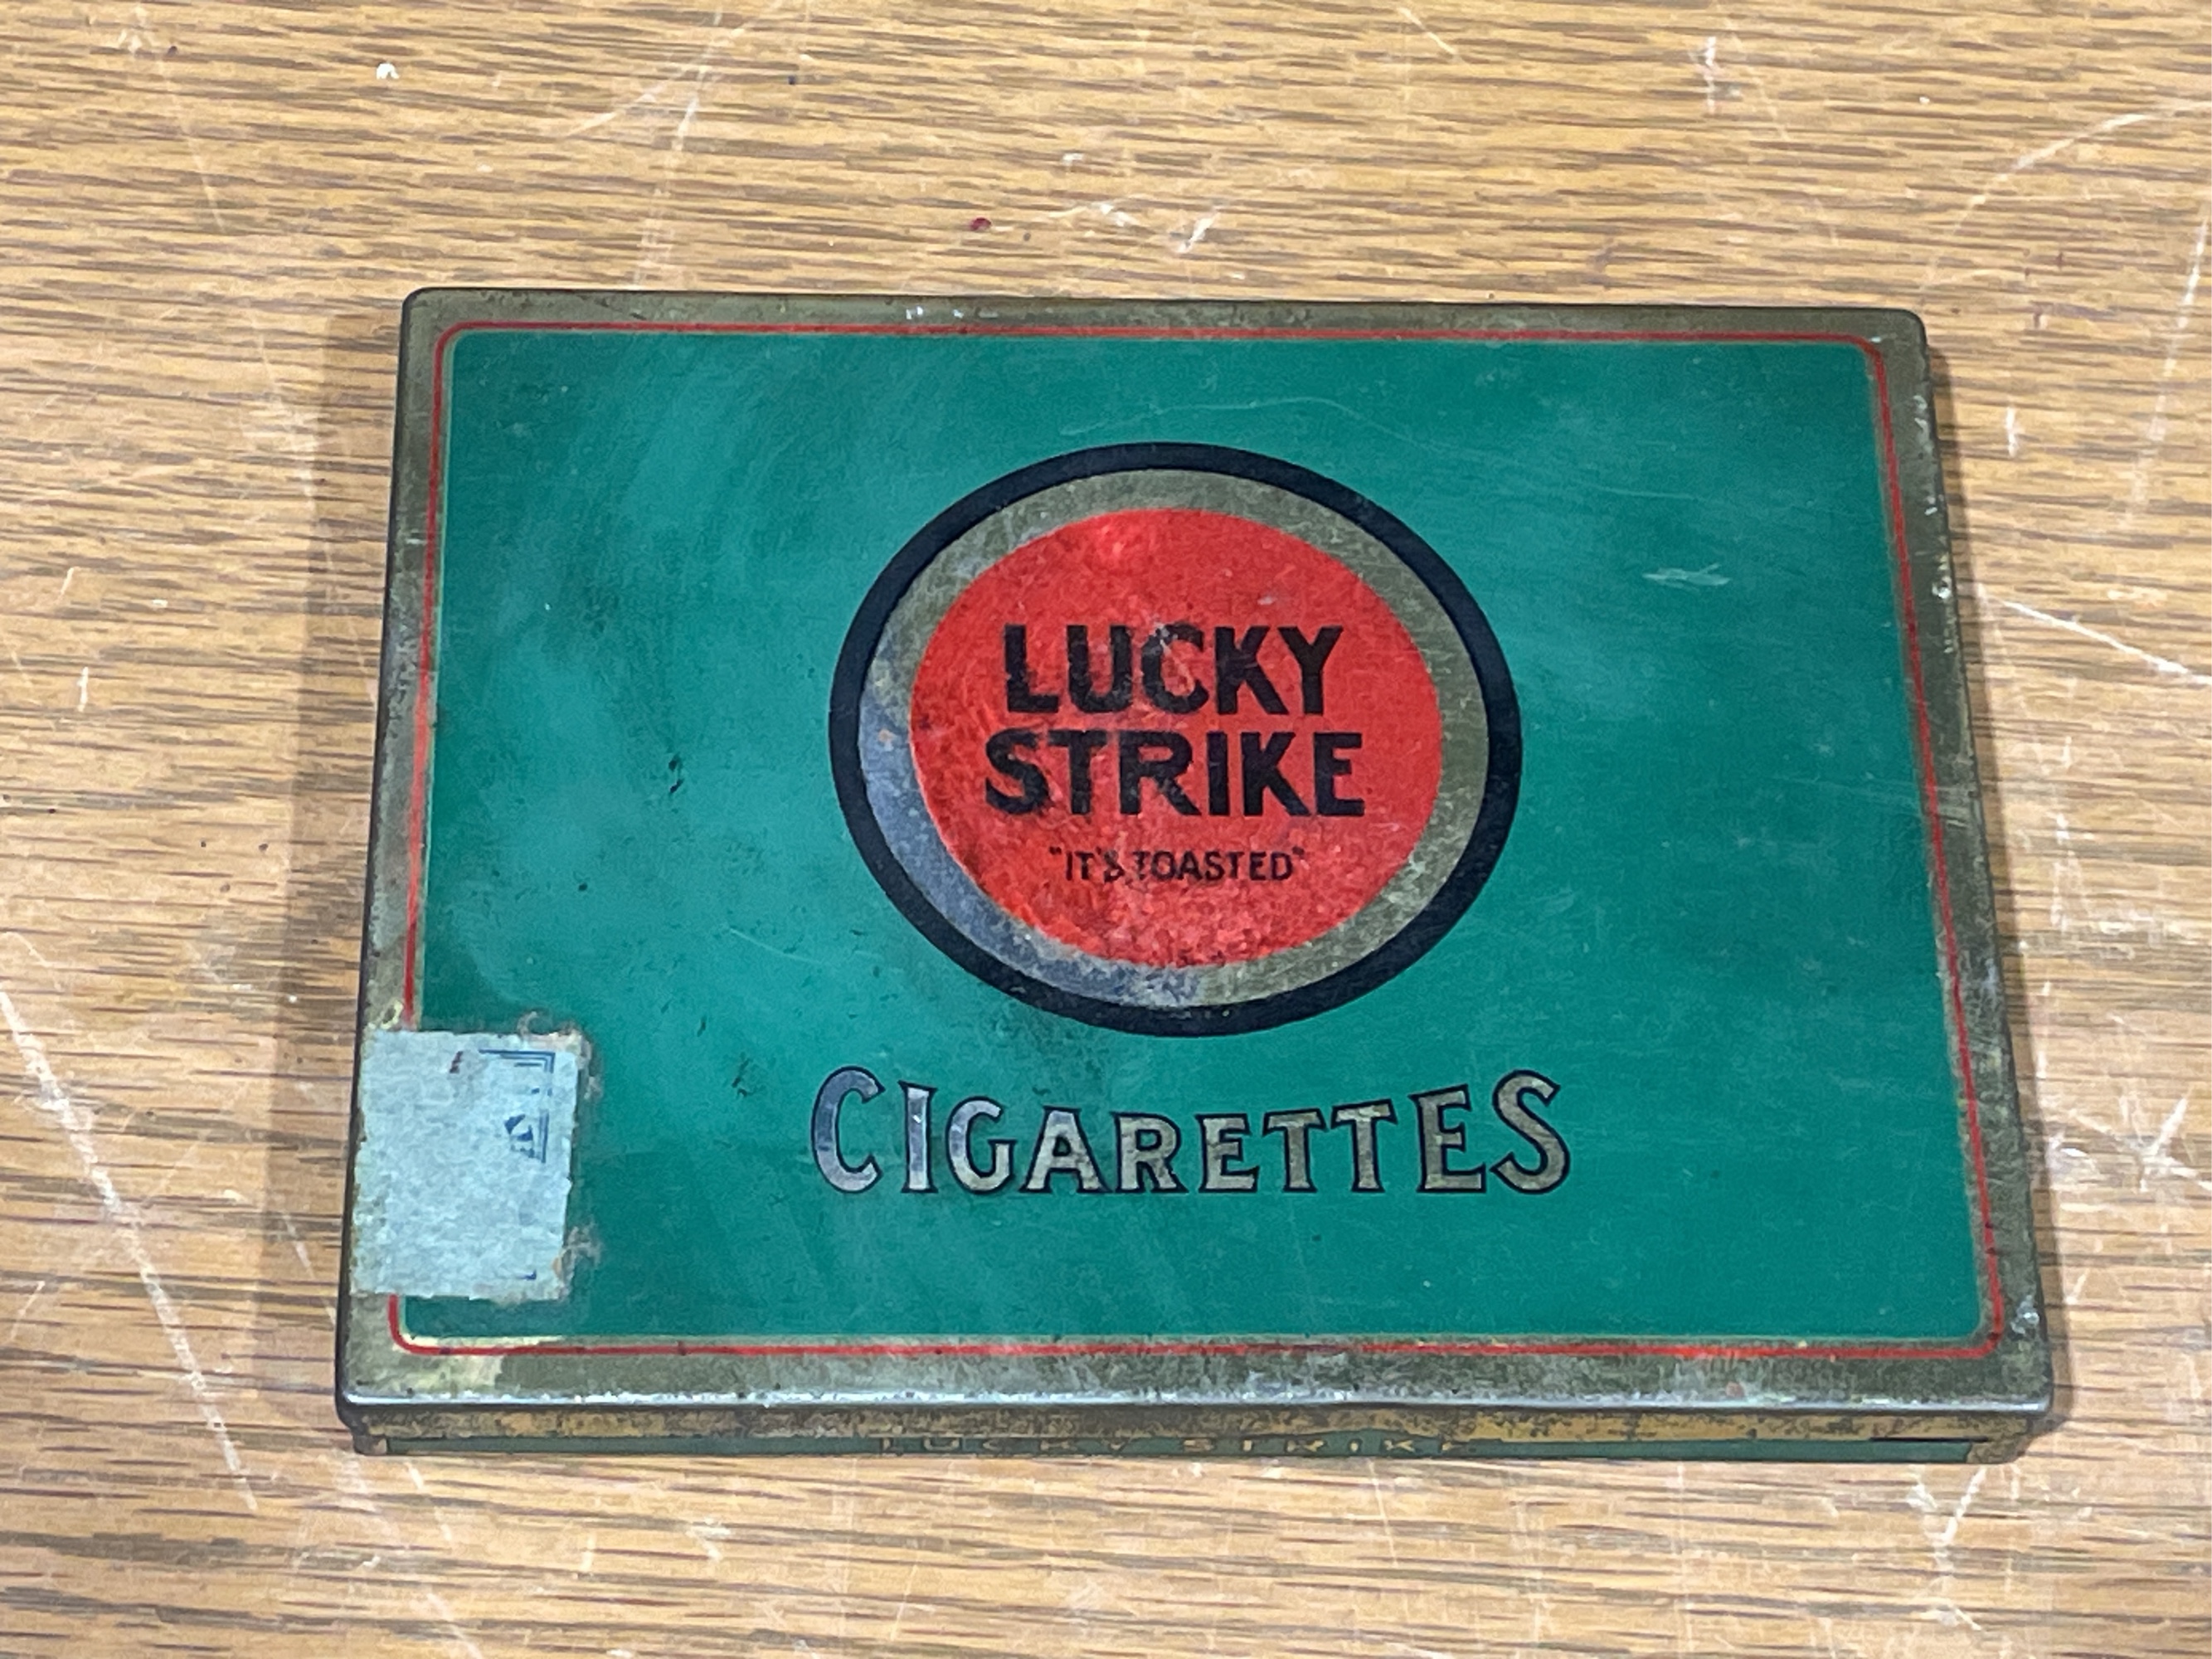 LUCKY
STRIKE
"IT'S TOASTED"
CIGARETTES
LUCKY STRIKE